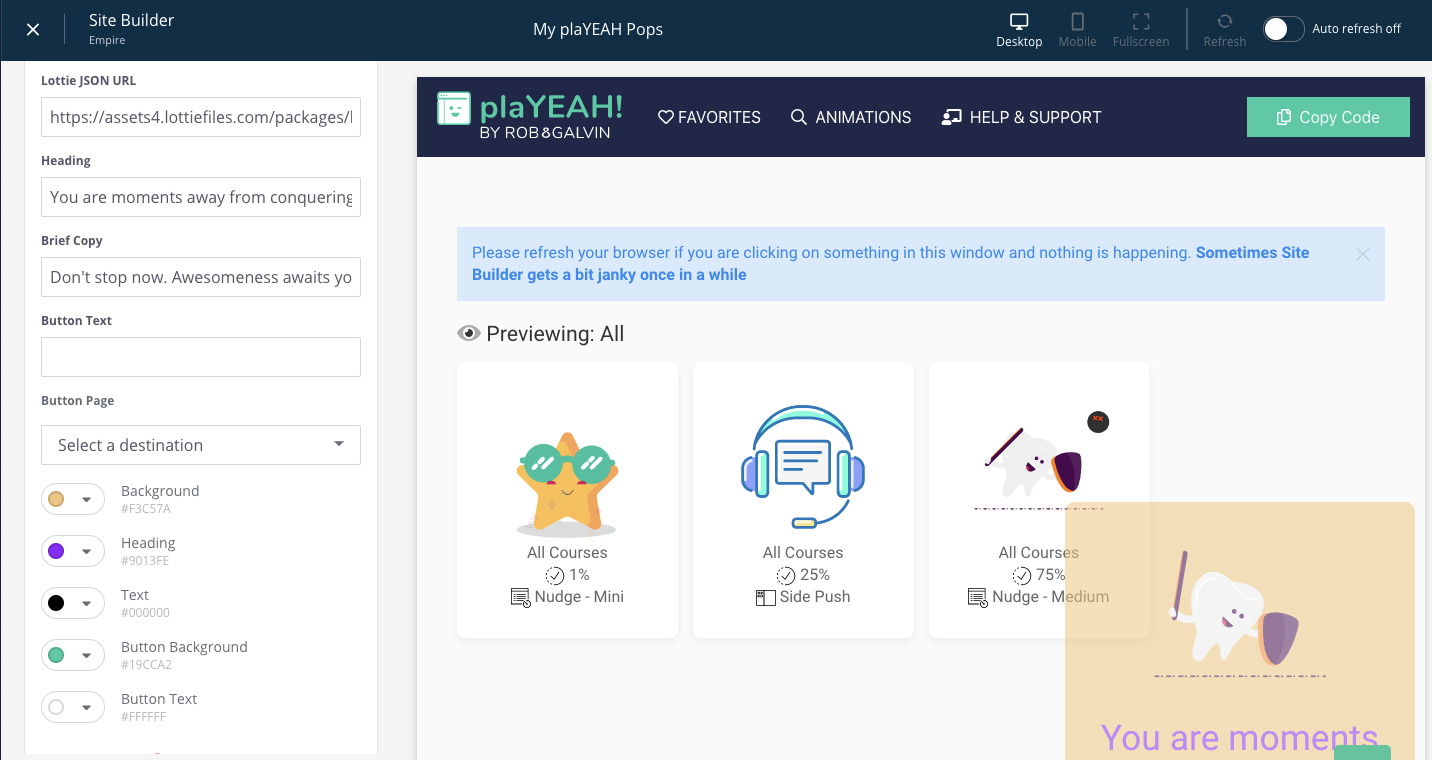 Site Builder
Empire
My plaYEAH Pops
Desktop
Mobile
Fullscreen
Refresh
Auto refresh off
Lottie JSON URL
https://assets4.lottiefiles.com/packages/l
Heading
You are moments away from conquering
Brief Copy
Don't stop now. Awesomeness awaits yo
Button Text
Button Page
Select a destination
Background
#F3C57A
Heading
#9013FE
Text
#000000
Button Background
#19CCA2
Button Text
#FFFFFF
plaYEAH!
BY ROB&GALVIN
FAVORITES
ANIMATIONS
HELP & SUPPORT
Copy Code
Please refresh your browser if you are clicking on something in this window and nothing is happening. Sometimes Site
Builder gets a bit janky once in a while
Previewing: All
All Courses
1%
Nudge - Mini
All Courses
25%
Side Push
All Courses
75%
Nudge - Medium
You are moments